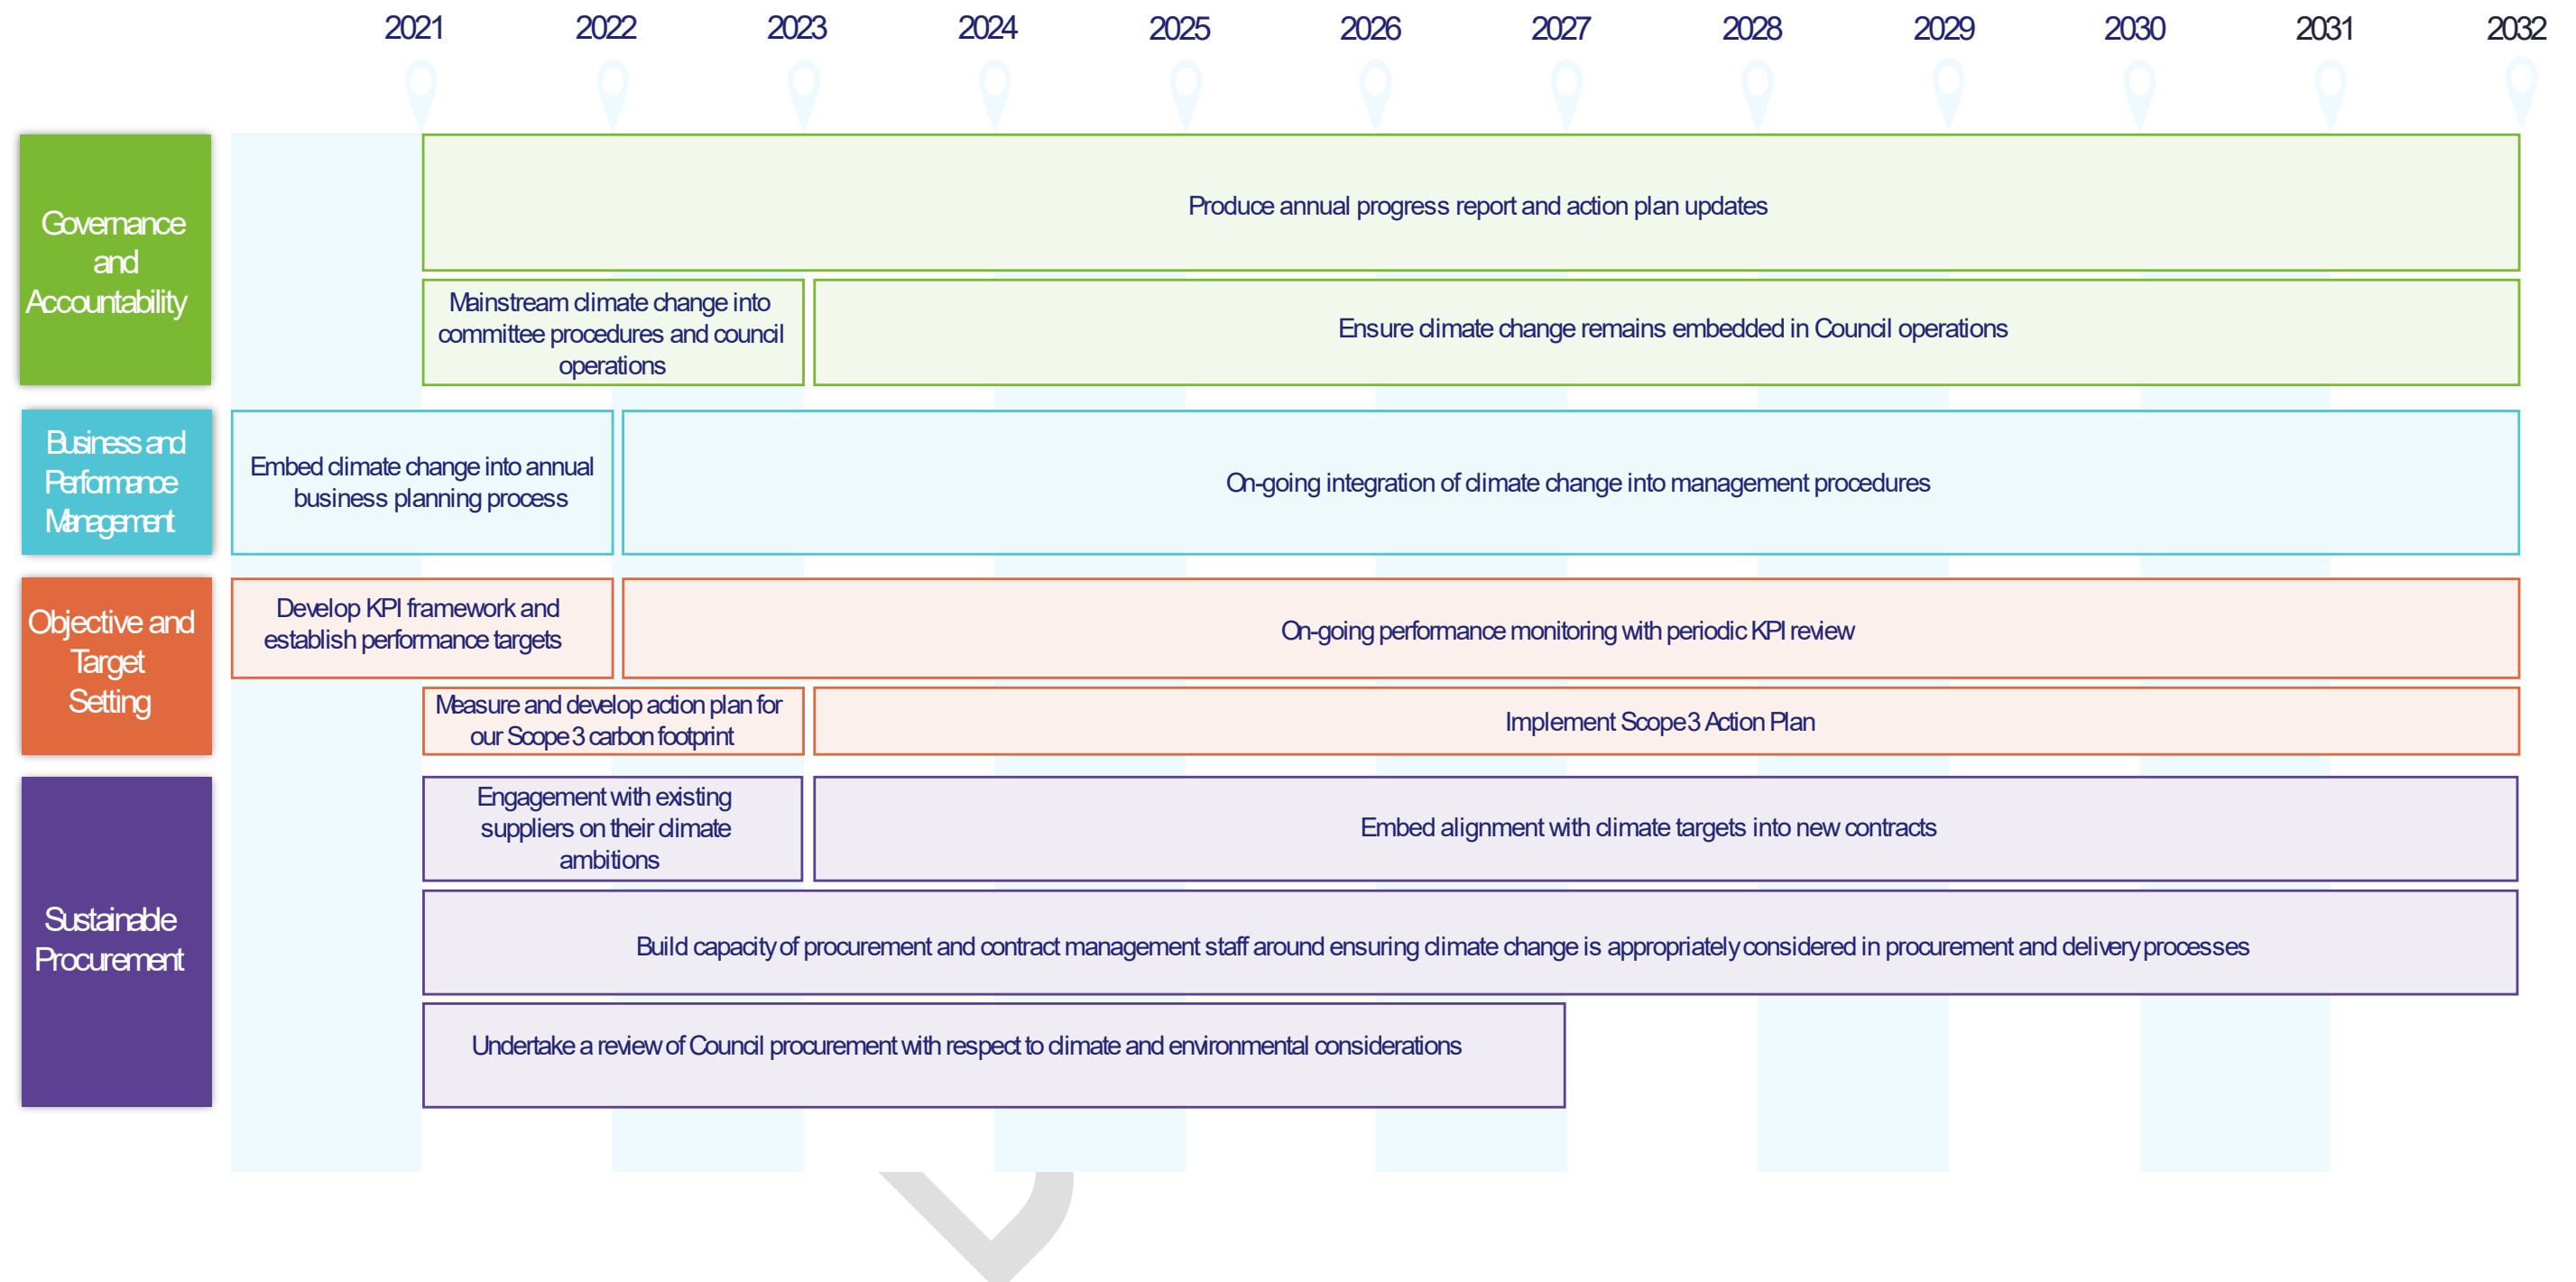 2021 2022 2023 2024 2025 2026 2027 2028 2029 2030 2031 2032
Governance
and
Accountability
Produce annual progress report and action plan updates
Mainstream climate change into
committee procedures and council
operations
Ensure climate change remains embedded in Council operations
Business and
Performance
Management
Embed climate change into annual
business planning process
On-going integration of climate change into management procedures
Objective and
Target
Setting
Develop KPI framework and
establish performance targets
On-going performance monitoring with periodic KPI review
Measure and develop action plan for
our Scope 3 carbon footprint
Implement Scope 3 Action Plan
Sustainable
Procurement
Engagement with existing
suppliers on their climate
ambitions
Embed alignment with climate targets into new contracts
Build capacity of procurement and contract management staff around ensuring climate change is appropriately considered in procurement and delivery processes
Undertake a review of Council procurement with respect to climate and environmental considerations